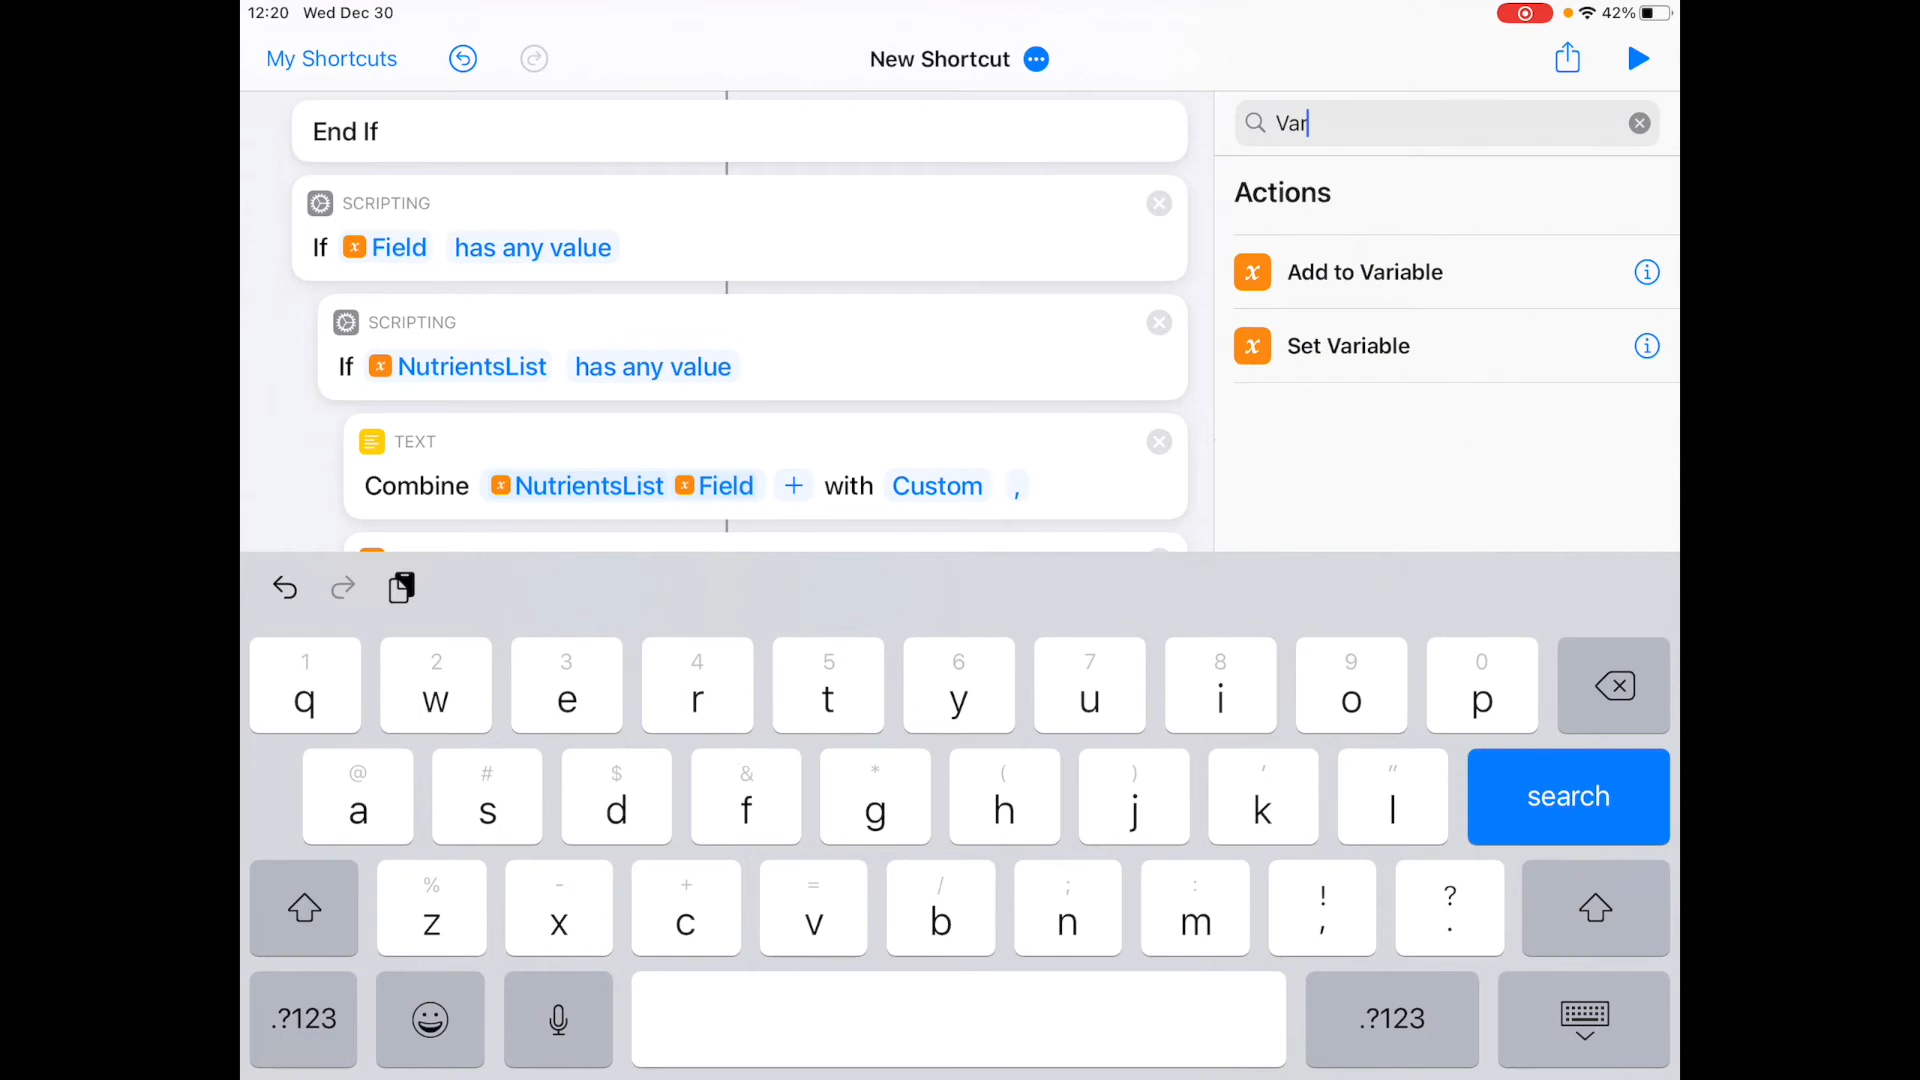 12:20 Wed Dec 30
42%
My Shortcuts
New Shortcut
End If
SCRIPTING
If x Field has any value
SCRIPTING
If x NutrientsList has any value
TEXT
Combine x NutrientsList x Field + with Custom ,
Var
Actions
x Add to Variable i
x Set Variable i
1 2 3 4 5 6 7 8 9 0
q w e r t y u i o p
@ # $ & * ( ) ' "
a s d f g h j k l search
% - + = / ; : ! ?
z x c v b n m , .
.?123 .?123